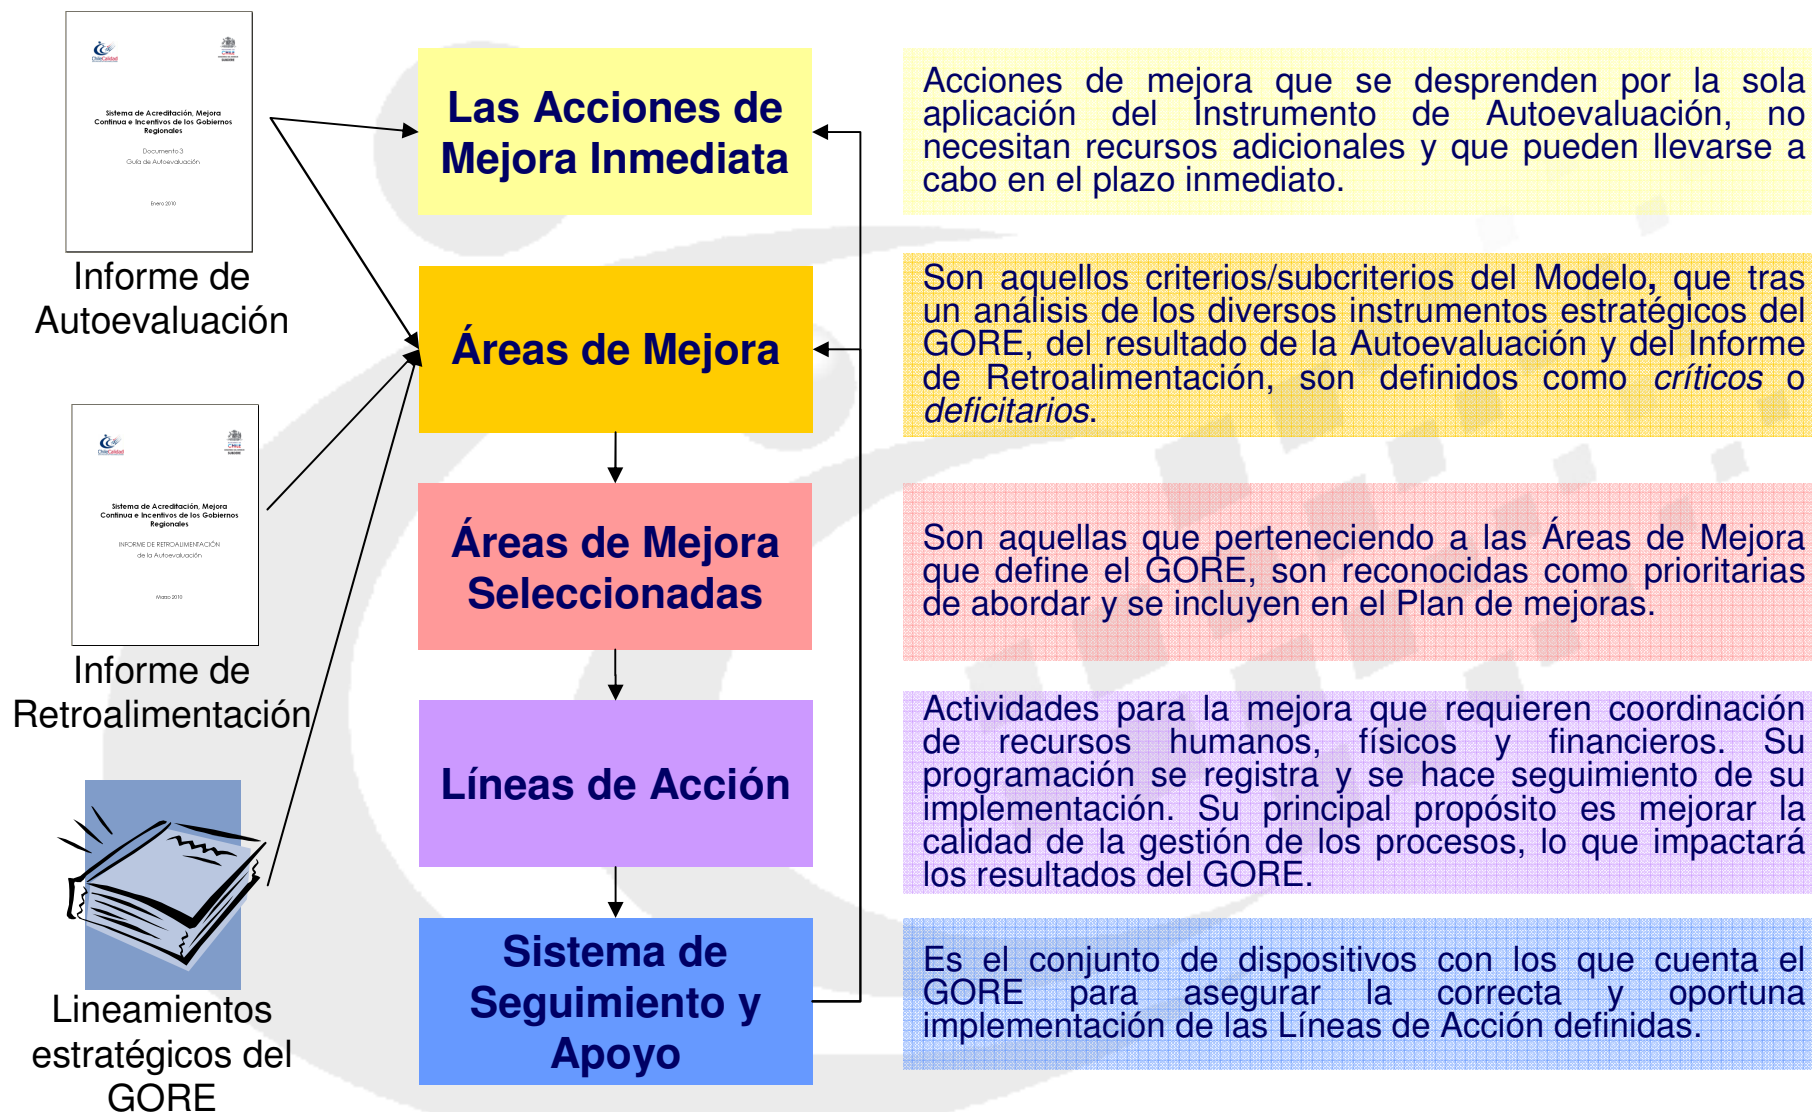 ChileCalidad
CHILE
Sistema de Acreditación, Mejora
Continua e Incentivos de los Gobiernos
Regionales
Documento 3
Guía de Autoevaluación
Enero 2010
Informe de
Autoevaluación
ChileCalidad
CHILE
Sistema de Acreditación, Mejora
Continua e Incentivos de los Gobiernos
Regionales
INFORME DE RETROALIMENTACIÓN
de la Autoevaluación
Marzo 2010
Informe de
Retroalimentación
Lineamientos
estratégicos del
GORE
Las Acciones de
Mejora Inmediata
Acciones de mejora que se desprenden por la sola
aplicación del Instrumento de Autoevaluación, no
necesitan recursos adicionales y que pueden llevarse a
cabo en el plazo inmediato.
Áreas de Mejora
Son aquellos criterios/subcriterios del Modelo, que tras
un análisis de los diversos instrumentos estratégicos del
GORE, del resultado de la Autoevaluación y del Informe
de Retroalimentación, son definidos como críticos o
deficitarios.
Áreas de Mejora
Seleccionadas
Son aquellas que perteneciendo a las Áreas de Mejora
que define el GORE, son reconocidas como prioritarias
de abordar y se incluyen en el Plan de mejoras.
Líneas de Acción
Actividades para la mejora que requieren coordinación
de recursos humanos, físicos y financieros. Su
programación se registra y se hace seguimiento de su
implementación. Su principal propósito es mejorar la
calidad de la gestión de los procesos, lo que impactará
los resultados del GORE.
Sistema de
Seguimiento y
Apoyo
Es el conjunto de dispositivos con los que cuenta el
GORE para asegurar la correcta y oportuna
implementación de las Líneas de Acción definidas.